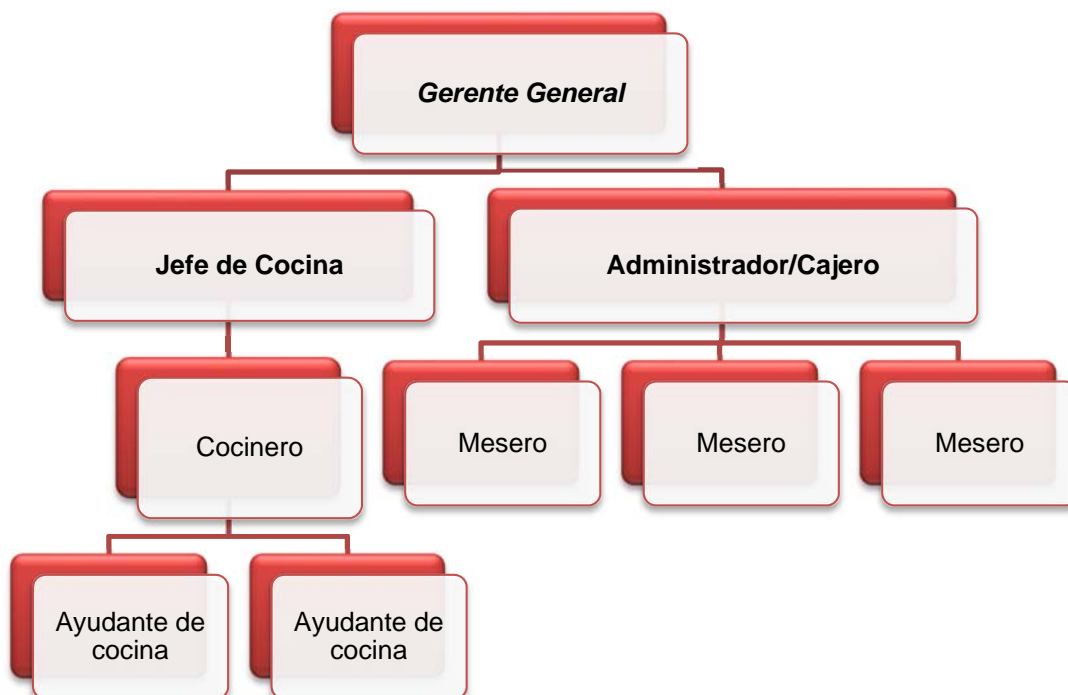 Gerente General
Jefe de Cocina
Administrador/Cajero
Cocinero
Mesero
Mesero
Mesero
Ayudante de
cocina
Ayudante de
cocina